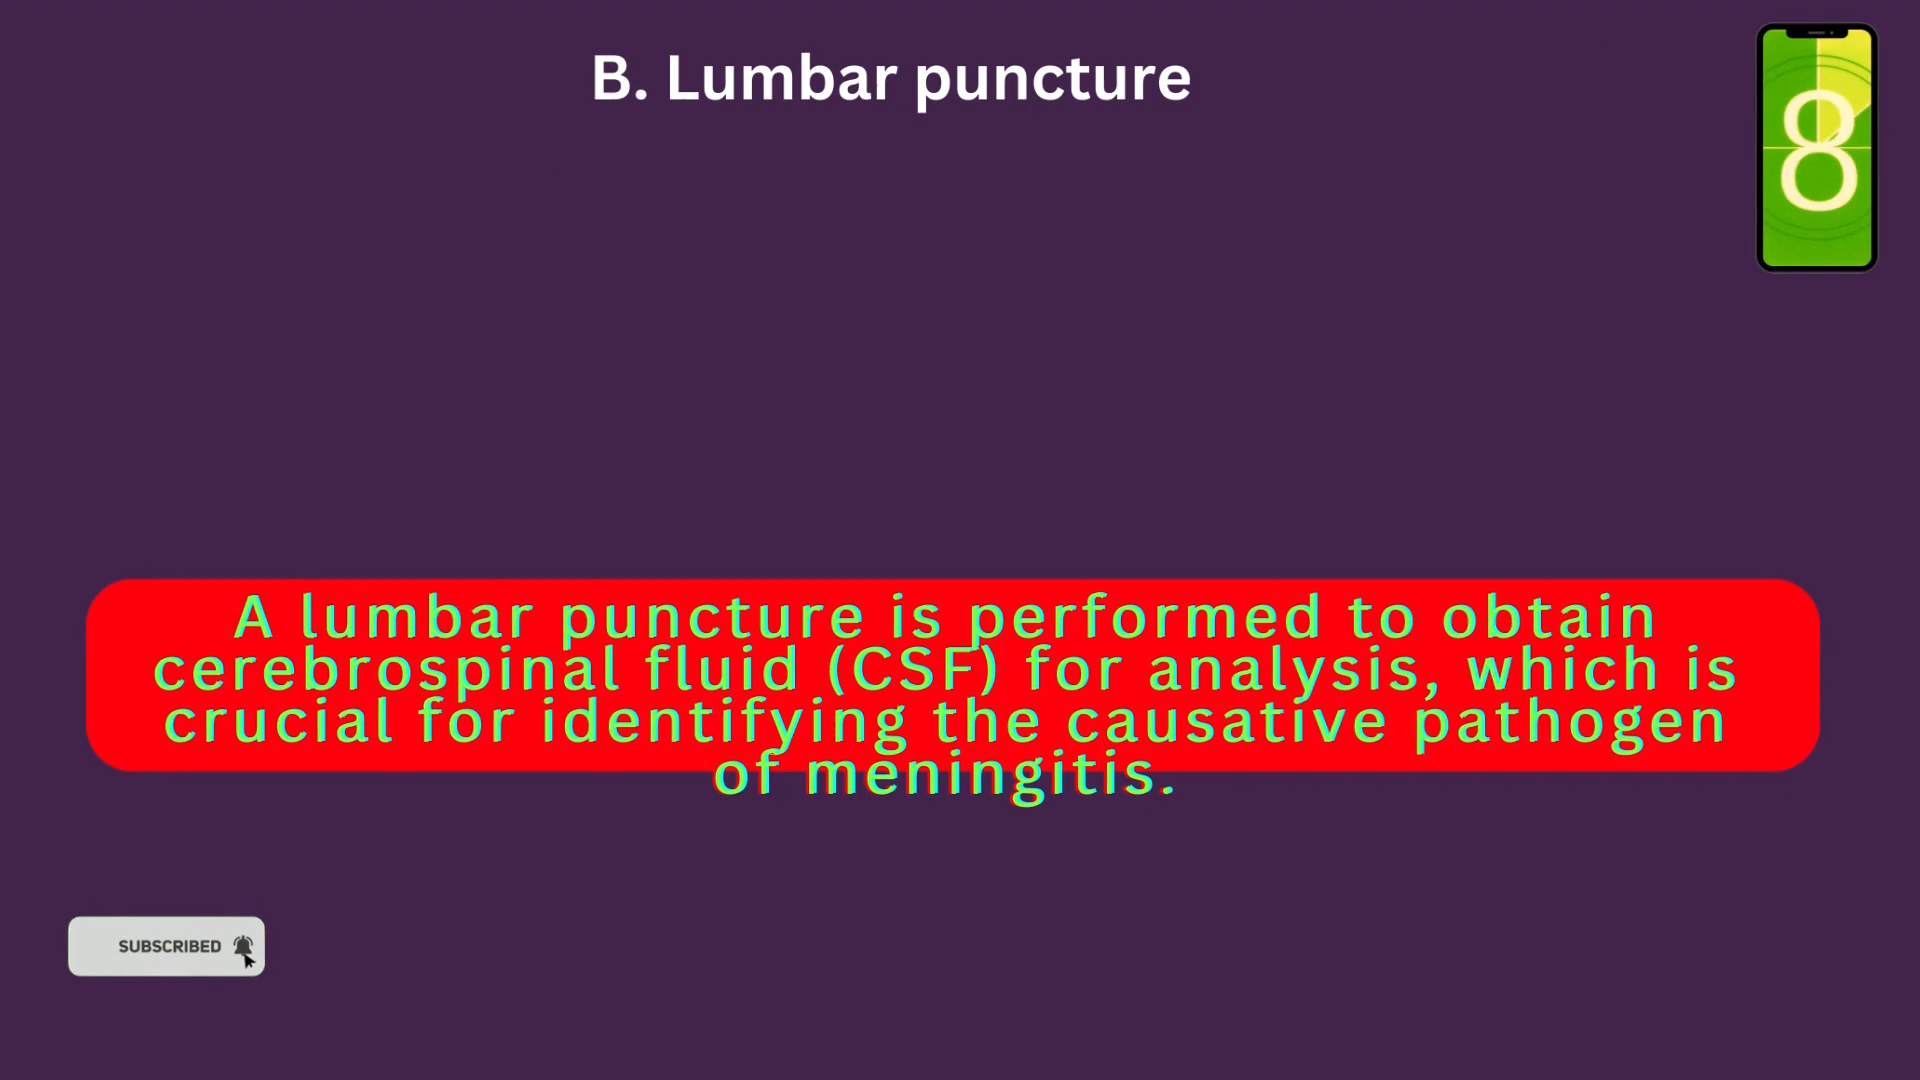 B. Lumbar puncture
8
A lumbar puncture is performed to obtain
cerebrospinal fluid (CSF) for analysis, which is
crucial for identifying the causative pathogen
of meningitis.
SUBSCRIBED